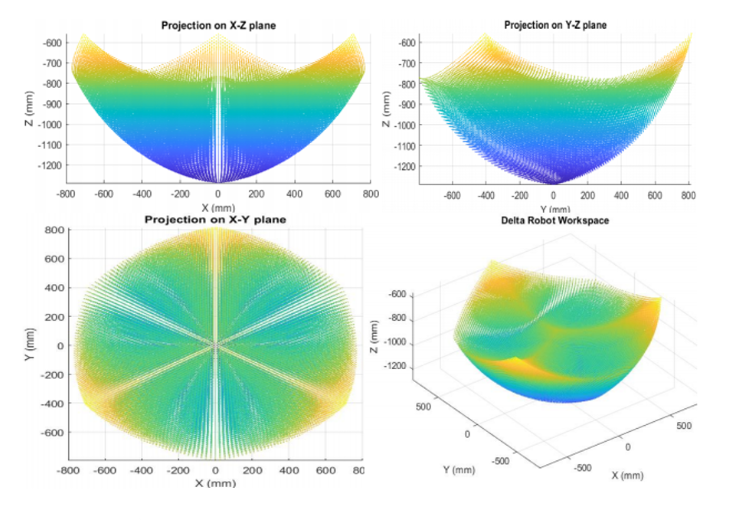 Projection on X-Z plane
-600
-700
-800
-900
-1000
-1100
-1200
Z (mm)
-800 -600 -400 -200 0 200 400 600 800
X (mm)
Projection on Y-Z plane
-600
-700
-800
-900
-1000
-1100
-1200
Z (mm)
-600 -400 -200 0 200 400 600 800
Y (mm)
Projection on X-Y plane
800
600
400
200
0
-200
-400
-600
Y (mm)
-800 -600 -400 -200 0 200 400 600
X (mm)
Delta Robot Workspace
-600
-800
-1000
-1200
Z (mm)
500
0
-500
Y (mm)
-500
0
500
X (mm)